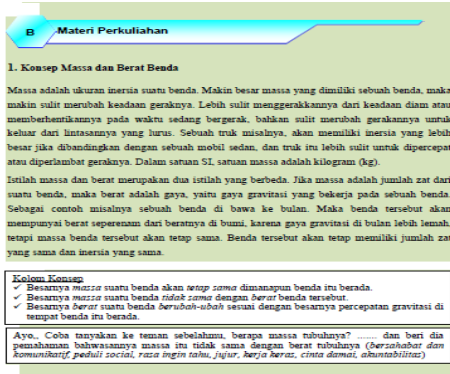 B
Materi Perkuliahan
1. Konsep Massa dan Berat Benda
Massa adalah ukuran inersia suatu benda. Makin besar massa yang dimiliki sebuah benda, maka
makin sulit merubah keadaan geraknya. Lebih sulit menggerakkannya dari keadaan diam atau
memberhentikannya pada waktu sedang bergerak, bahkan sulit merubah gerakannya untuk
keluar dari lintasannya yang lurus. Sebuah truk misalnya, akan memiliki inersia yang lebih
besar jika dibandingkan dengan sebuah mobil sedan, dan truk itu lebih sulit untuk dipercepat
atau diperlambat geraknya. Dalam satuan SI, satuan massa adalah kilogram (kg).
Istilah massa dan berat merupakan dua istilah yang berbeda. Jika massa adalah jumlah zat dari
suatu benda, maka berat adalah gaya, yaitu gaya gravitasi yang bekerja pada sebuah benda.
Sebagai contoh misalnya sebuah benda di bawa ke bulan. Maka benda tersebut akan
mempunyai berat seperenam dari beratnya di bumi, karena gaya gravitasi di bulan lebih lemah,
tetapi massa benda tersebut akan tetap sama. Benda tersebut akan tetap memiliki jumlah zat
yang sama dan inersia yang sama.
Kolom Konsep
✓ Besarnya massa suatu benda akan tetap sama dimanapun benda itu berada.
✓ Besarnya massa suatu benda tidak sama dengan berat benda tersebut.
✓ Besarnya berat suatu benda berubah-ubah sesuai dengan besarnya percepatan gravitasi di
tempat benda itu berada.
Ayo,, Coba tanyakan ke teman sebelahmu, berapa massa tubuhnya? ....... dan beri dia
pemahaman bahwasannya massa itu tidak sama dengan berat tubuhnya (bersahabat dan
komunikatif, peduli social, rasa ingin tahu, jujur, kerja keras, cinta damai, akuntabilitas)